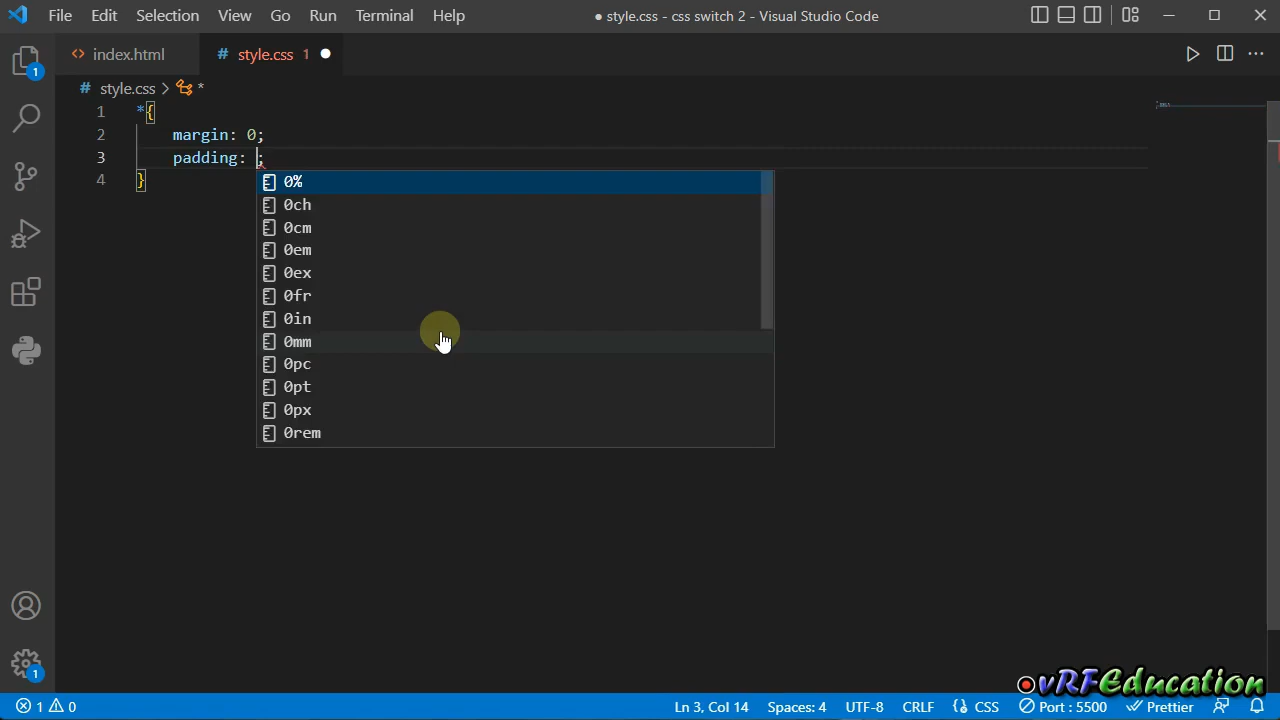 File Edit Selection View Go Run Terminal Help ● style.css - css switch 2 - Visual Studio Code
<> index.html # style.css 1 ●
# style.css > *
1 *{
2 margin: 0;
3 padding: ;
4 }
0%
0ch
0cm
0em
0ex
0fr
0in
0mm
0pc
0pt
0px
0rem
1
1
vRFEducation
1 0 Ln 3, Col 14 Spaces: 4 UTF-8 CRLF {} CSS Port : 5500 Prettier